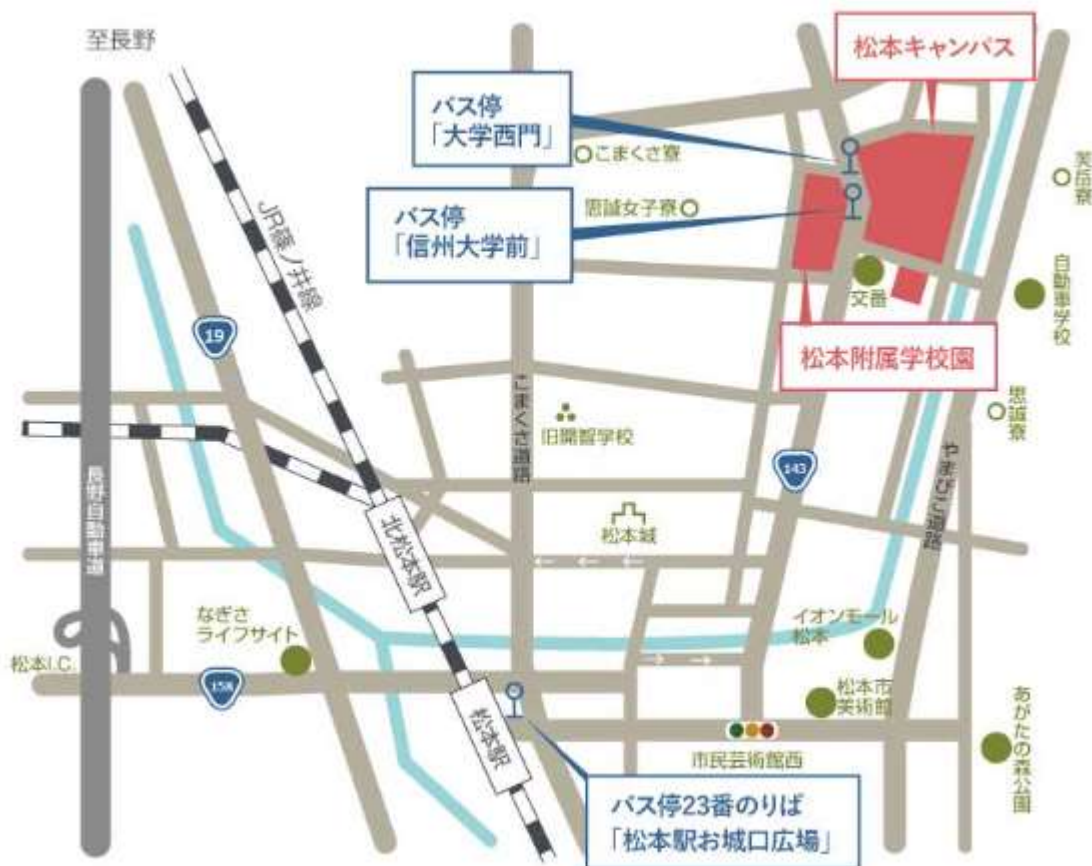 至長野
松本キャンパス
バス停
「大学西門」
こまくさ寮
バス停
「信州大学前」
思誠女子寮
JR篠ノ井線
交番
自動車学校
19
松本附属学校園
こまくさ道路
旧開智学校
思誠寮
143
やまびこ道路
長野自動車道
松本城
北松本駅
← ← ←
なぎさ
ライフサイト
イオンモール
松本
松本I.C.
158
→ →
松本市
美術館
あがたの森公園
松本駅
市民芸術館西
バス停23番のりば
「松本駅お城口広場」